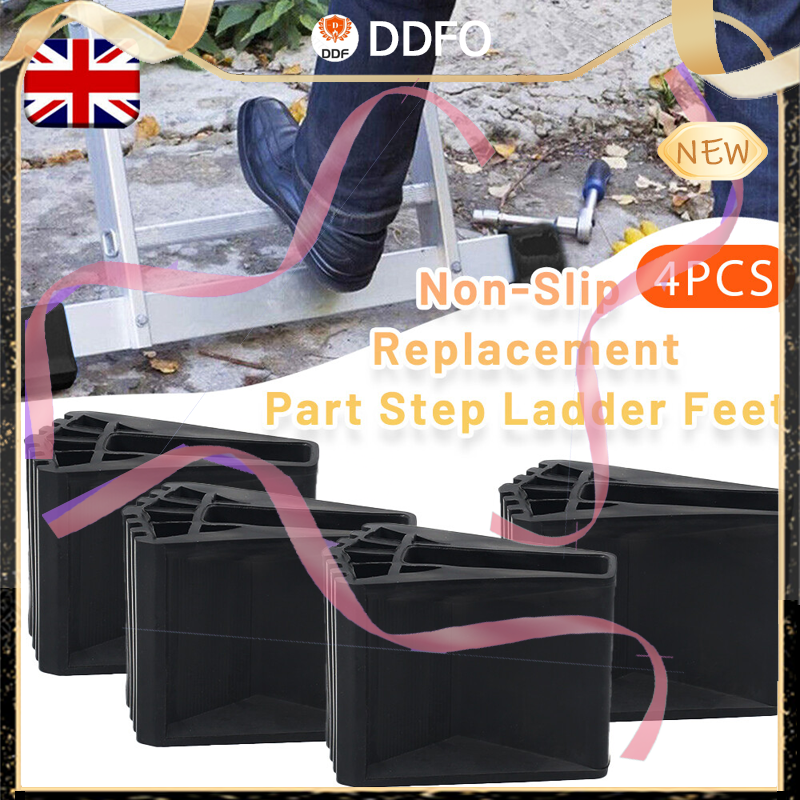 DDF
DDFO
NEW
Non-Slip
4PCS
Replacement
Part Step Ladder Feet